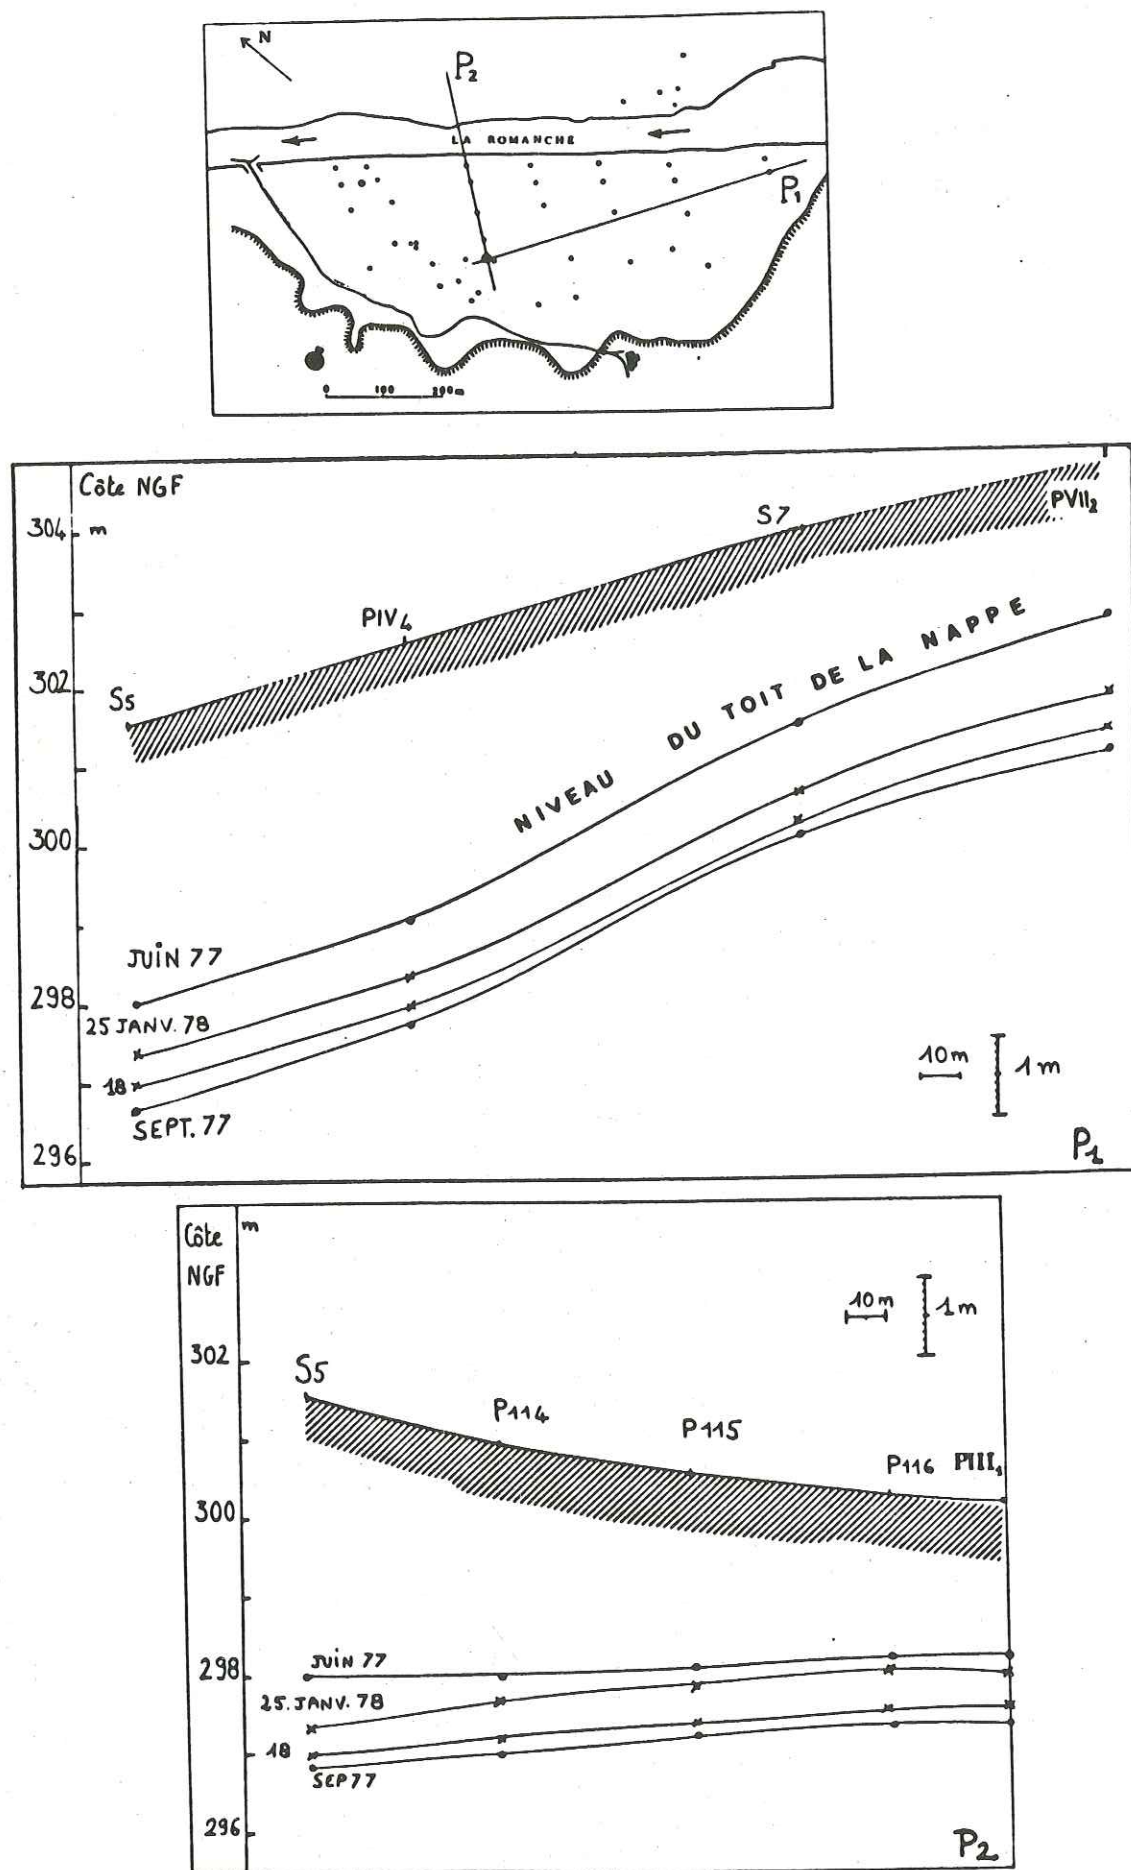 N
P2
LA ROMANCHE
P1
0 100 200m
Côte NGF
304 m
S7
PVII2
PIV4
302
S5
NIVEAU DU TOIT DE LA NAPPE
300
JUIN 77
298
25 JANV. 78
18
SEPT. 77
10m
1m
296
P1
Côte m
NGF
10m
1m
302
S5
P114
P115
P116 PIII1
300
298
JUIN 77
25. JANV. 78
18
SEP 77
296
P2